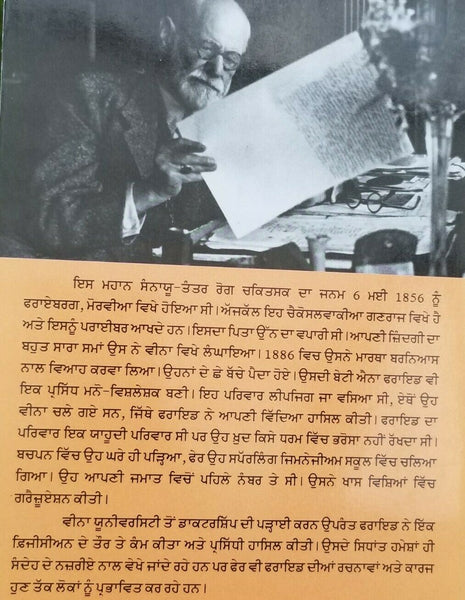 ਇਸ ਮਹਾਨ ਸੰਨਾਯੂ-ਤੰਤਰ ਰੋਗ ਚਕਿਤਸਕ ਦਾ ਜਨਮ 6 ਮਈ 1856 ਨੂੰ
ਫਰਾਏਬਰਗ, ਮੋਰਵੀਆ ਵਿਖੇ ਹੋਇਆ ਸੀ। ਅੱਜਕੱਲ ਇਹ ਚੈਕੋਸਲਵਾਕੀਆ ਗਣਰਾਜ ਵਿਖੇ ਹੈ
ਅਤੇ ਇਸਨੂੰ ਪਰਾਈਬਰ ਆਖਦੇ ਹਨ। ਇਸਦਾ ਪਿਤਾ ਉੱਨ ਦਾ ਵਪਾਰੀ ਸੀ। ਆਪਣੀ ਜ਼ਿੰਦਗੀ ਦਾ
ਬਹੁਤ ਸਾਰਾ ਸਮਾਂ ਉਸ ਨੇ ਵੀਨਾ ਵਿਖੇ ਲੰਘਾਇਆ। 1886 ਵਿਚ ਉਸਨੇ ਮਾਰਥਾ ਬਰਨਿਆਸ
ਨਾਲ ਵਿਆਹ ਕਰਵਾ ਲਿਆ। ਉਹਨਾਂ ਦੇ ਛੇ ਬੱਚੇ ਪੈਦਾ ਹੋਏ। ਉਸਦੀ ਬੇਟੀ ਐਨਾ ਫਰਾਇਡ ਵੀ
ਇਕ ਪ੍ਰਸਿੱਧ ਮਨੋ-ਵਿਸ਼ਲੇਸ਼ਕ ਬਣੀ। ਇਹ ਪਰਿਵਾਰ ਲੀਪਜਿਗ ਜਾ ਵਸਿਆ ਸੀ, ਏਥੋਂ ਉਹ
ਵੀਨਾ ਚਲੇ ਗਏ ਸਨ, ਜਿੱਥੇ ਫਰਾਇਡ ਨੇ ਆਪਣੀ ਵਿੱਦਿਆ ਹਾਸਿਲ ਕੀਤੀ। ਫਰਾਇਡ ਦਾ
ਪਰਿਵਾਰ ਇਕ ਯਾਹੂਦੀ ਪਰਿਵਾਰ ਸੀ ਪਰ ਉਹ ਖ਼ੁਦ ਕਿਸੇ ਧਰਮ ਵਿੱਚ ਭਰੋਸਾ ਨਹੀਂ ਰੱਖਦਾ ਸੀ।
ਬਚਪਨ ਵਿੱਚ ਉਹ ਘਰੇ ਹੀ ਪੜ੍ਹਿਆ, ਫੇਰ ਉਹ ਸਪੱਰਲਿੰਗ ਜਿਮਨੇਜੀਅਮ ਸਕੂਲ ਵਿੱਚ ਚਲਿਆ
ਗਿਆ। ਉਹ ਆਪਣੀ ਜਮਾਤ ਵਿਚੋਂ ਪਹਿਲੇ ਨੰਬਰ ਤੇ ਸੀ। ਉਸਨੇ ਖਾਸ ਵਿਸ਼ਿਆਂ ਵਿੱਚ
ਗਰੈਜੂਏਸ਼ਨ ਕੀਤੀ।
ਵੀਨਾ ਯੂਨੀਵਰਸਿਟੀ ਤੋਂ ਡਾਕਟਰਸ਼ਿੱਪ ਦੀ ਪੜ੍ਹਾਈ ਕਰਨ ਉਪਰੰਤ ਫਰਾਇਡ ਨੇ ਇੱਕ
ਫ਼ਿਜੀਸੀਅਨ ਦੇ ਤੌਰ ਤੇ ਕੰਮ ਕੀਤਾ ਅਤੇ ਪ੍ਰਸਿੱਧੀ ਹਾਸਿਲ ਕੀਤੀ। ਉਸਦੇ ਸਿਧਾਂਤ ਹਮੇਸ਼ਾਂ ਹੀ
ਸੰਦੇਹ ਦੇ ਨਜ਼ਰੀਏ ਨਾਲ ਵੇਖੇ ਜਾਂਦੇ ਰਹੇ ਹਨ ਪਰ ਫੇਰ ਵੀ ਫਰਾਇਡ ਦੀਆਂ ਰਚਨਾਵਾਂ ਅਤੇ ਕਾਰਜ
ਹੁਣ ਤੱਕ ਲੋਕਾਂ ਨੂੰ ਪ੍ਰਭਾਵਿਤ ਕਰ ਰਹੇ ਹਨ।